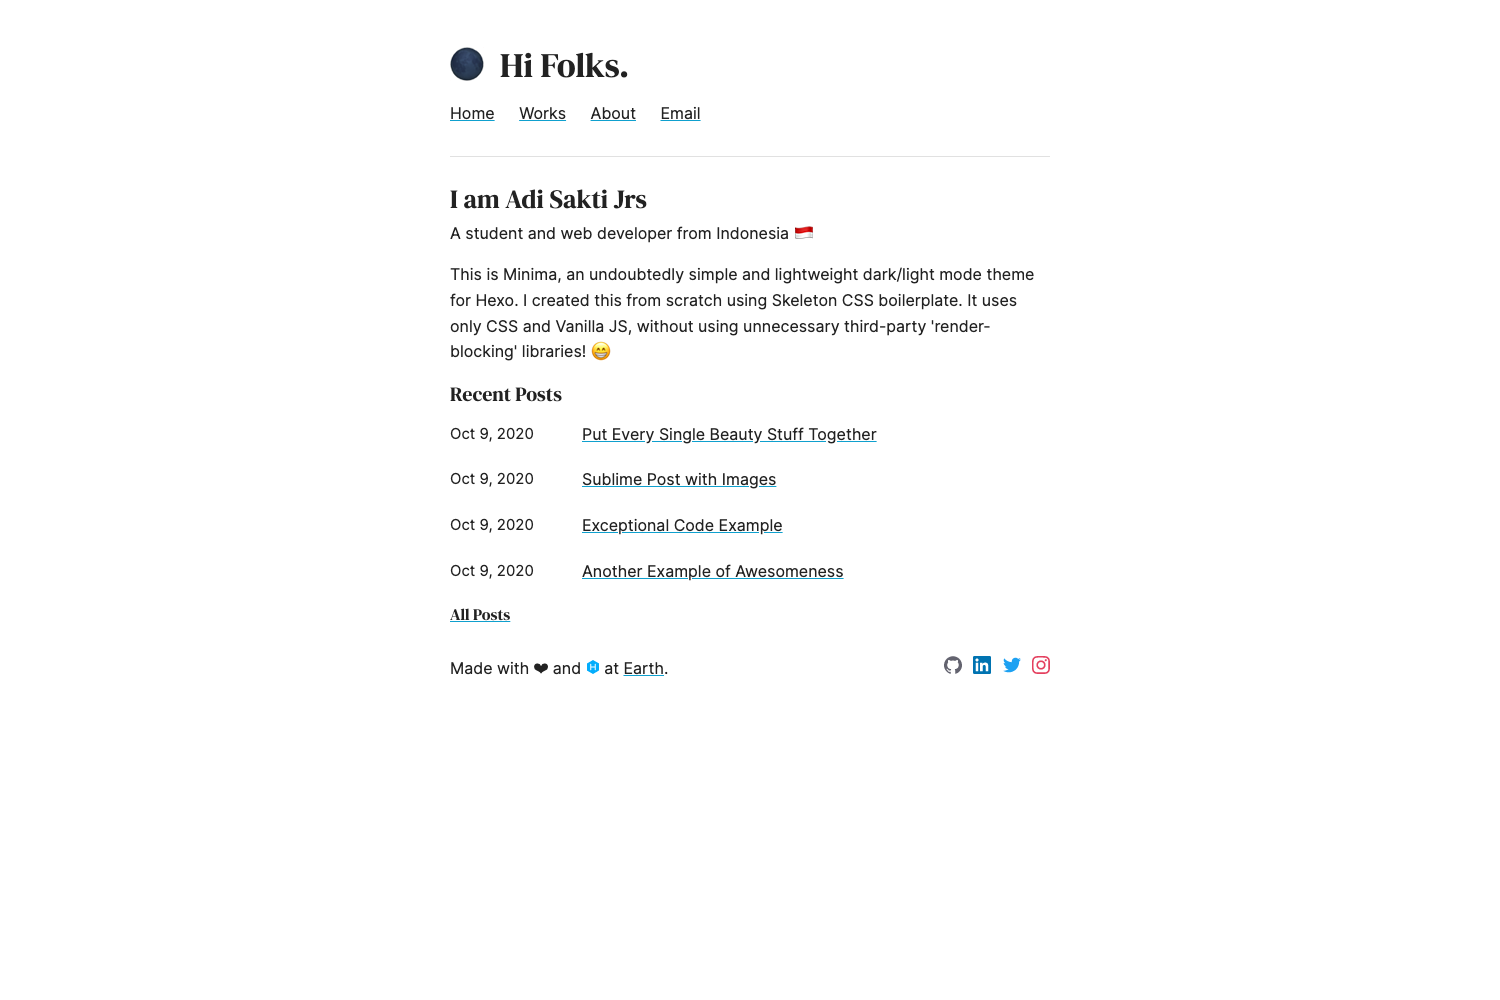 Hi Folks.
Home Works About Email
I am Adi Sakti Jrs
A student and web developer from Indonesia 🇮🇩
This is Minima, an undoubtedly simple and lightweight dark/light mode theme
for Hexo. I created this from scratch using Skeleton CSS boilerplate. It uses
only CSS and Vanilla JS, without using unnecessary third-party 'render-
blocking' libraries! 😁
Recent Posts
Oct 9, 2020 Put Every Single Beauty Stuff Together
Oct 9, 2020 Sublime Post with Images
Oct 9, 2020 Exceptional Code Example
Oct 9, 2020 Another Example of Awesomeness
All Posts
Made with ❤ and at Earth.